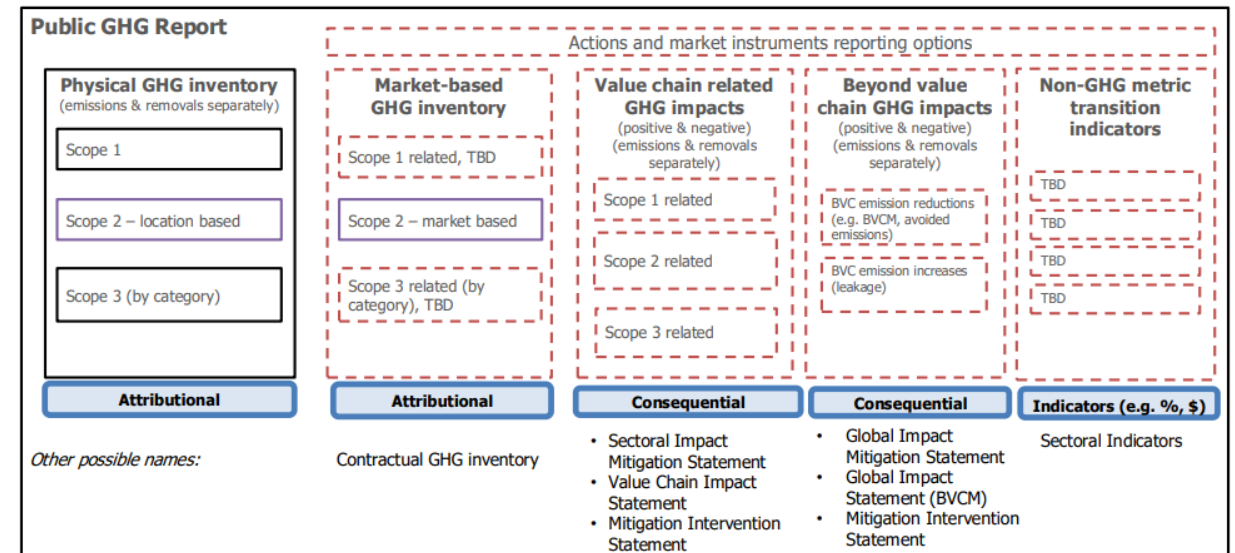 Public GHG Report
Actions and market instruments reporting options
Physical GHG inventory
(emissions & removals separately)
Scope 1
Scope 2 – location based
Scope 3 (by category)
Attributional
Market-based
GHG inventory
Scope 1 related, TBD
Scope 2 – market based
Scope 3 related (by
category), TBD
Attributional
Value chain related
GHG impacts
(positive & negative)
(emissions & removals
separately)
Scope 1 related
Scope 2 related
Scope 3 related
Consequential
Beyond value
chain GHG impacts
(positive & negative)
(emissions & removals
separately)
BVC emission reductions
(e.g. BVCM, avoided
emissions)
BVC emission increases
(leakage)
Consequential
Non-GHG metric
transition
indicators
TBD
TBD
TBD
TBD
Indicators (e.g. %, $)
Other possible names:
Contractual GHG inventory
• Sectoral Impact
Mitigation Statement
• Value Chain Impact
Statement
• Mitigation Intervention
Statement
• Global Impact
Mitigation Statement
• Global Impact
Statement (BVCM)
• Mitigation Intervention
Statement
Sectoral Indicators